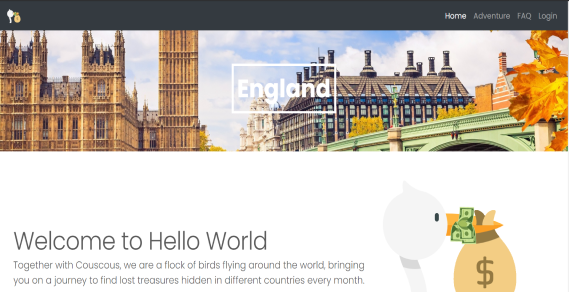 Home Adventure FAQ Login
England
Welcome to Hello World
Together with Couscous, we are a flock of birds flying around the world, bringing
you on a journey to find lost treasures hidden in different countries every month.
$